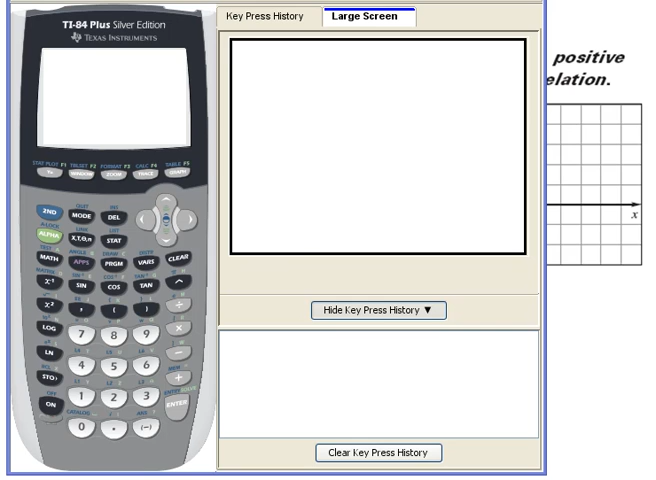 Key Press History
Large Screen
TI-84 Plus Silver Edition
TEXAS INSTRUMENTS
positive
elation.
x
STAT PLOT F1 TBLSET F2 FORMAT F3 CALC F4 TABLE F5
Y= WINDOW ZOOM TRACE GRAPH
2ND
QUIT
MODE
INS
DEL
A-LOCK
ALPHA
LINK
X,T,Θ,n
LIST
STAT
TEST
MATH
ANGLE
APPS
DRAW
PRGM
DISTR
VARS
CLEAR
MATRIX
X-1
SIN
COS
TAN
^
X2
,
(
)
÷
LOG
7
8
9
×
LN
4
5
6
−
RCL
STO›
L1
1
L2
2
L3
3
MEM
+
OFF
ON
CATALOG
0
.
ANS
(−)
ENTRY SOLVE
ENTER
Hide Key Press History ▼
Clear Key Press History